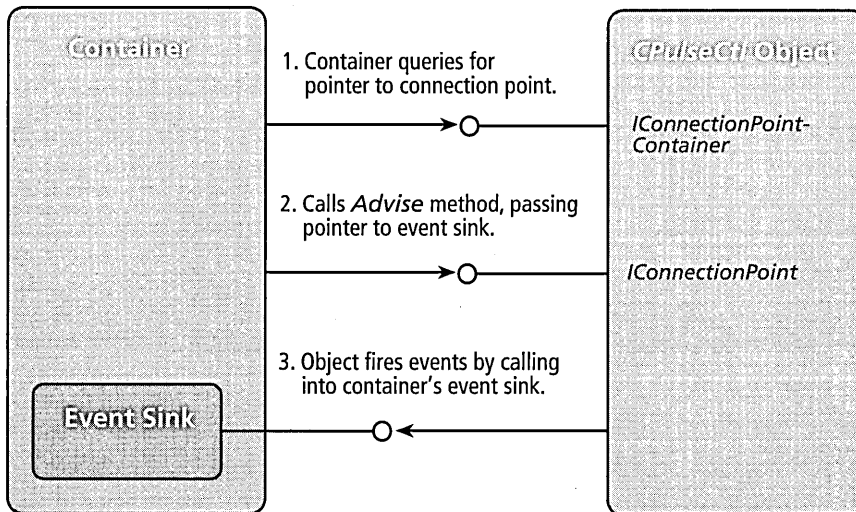 Container
CPulseCtl Object
1. Container queries for
pointer to connection point.
IConnectionPoint-
Container
2. Calls Advise method, passing
pointer to event sink.
IConnectionPoint
3. Object fires events by calling
into container's event sink.
Event Sink